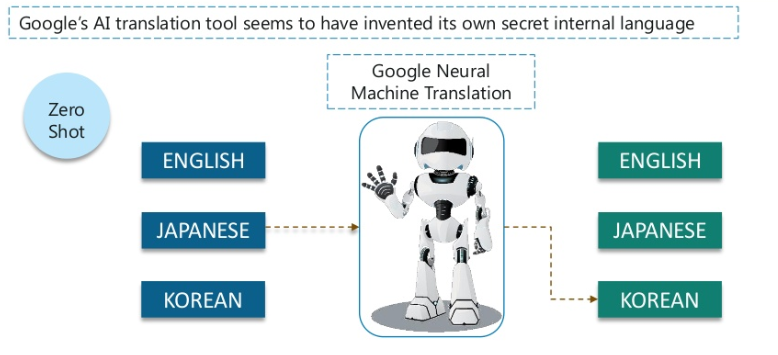 Google's AI translation tool seems to have invented its own secret internal language
Google Neural
Machine Translation
Zero
Shot
ENGLISH
JAPANESE
KOREAN
ENGLISH
JAPANESE
KOREAN